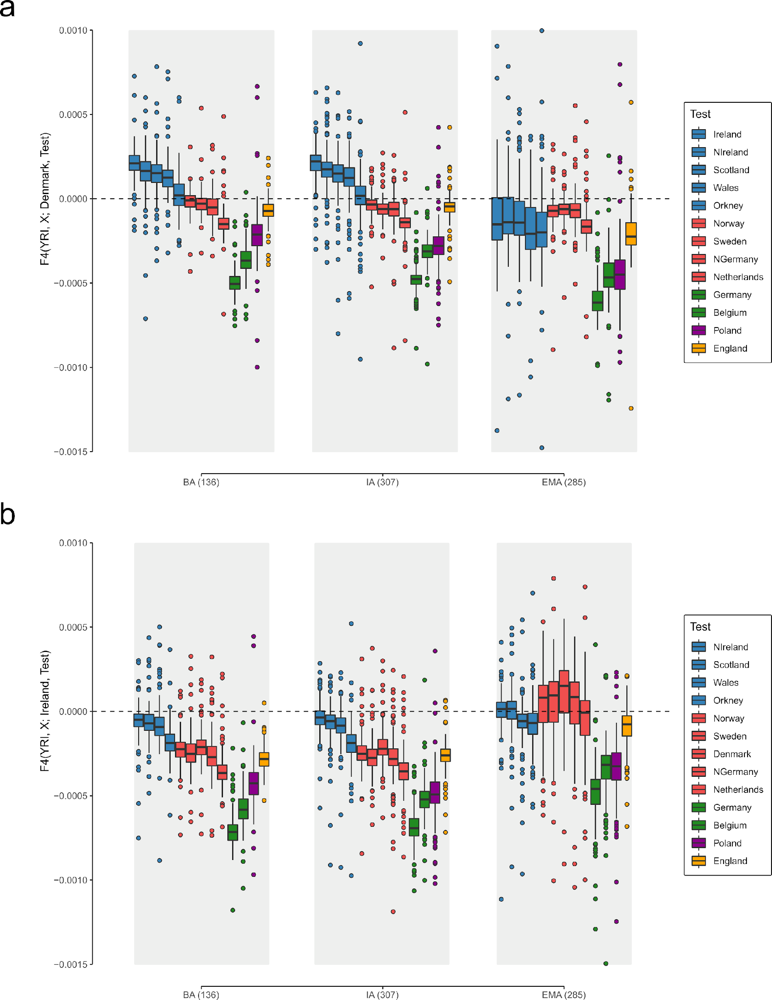 a
F4(YRI, X; Denmark, Test)
0.0010
0.0005
0.0000
−0.0005
−0.0010
−0.0015
BA (136)
IA (307)
EMA (285)
Test
Ireland
NIreland
Scotland
Wales
Orkney
Norway
Sweden
NGermany
Netherlands
Germany
Belgium
Poland
England
b
F4(YRI, X; Ireland, Test)
0.0010
0.0005
0.0000
−0.0005
−0.0010
−0.0015
BA (136)
IA (307)
EMA (285)
Test
NIreland
Scotland
Wales
Orkney
Norway
Sweden
Denmark
NGermany
Netherlands
Germany
Belgium
Poland
England